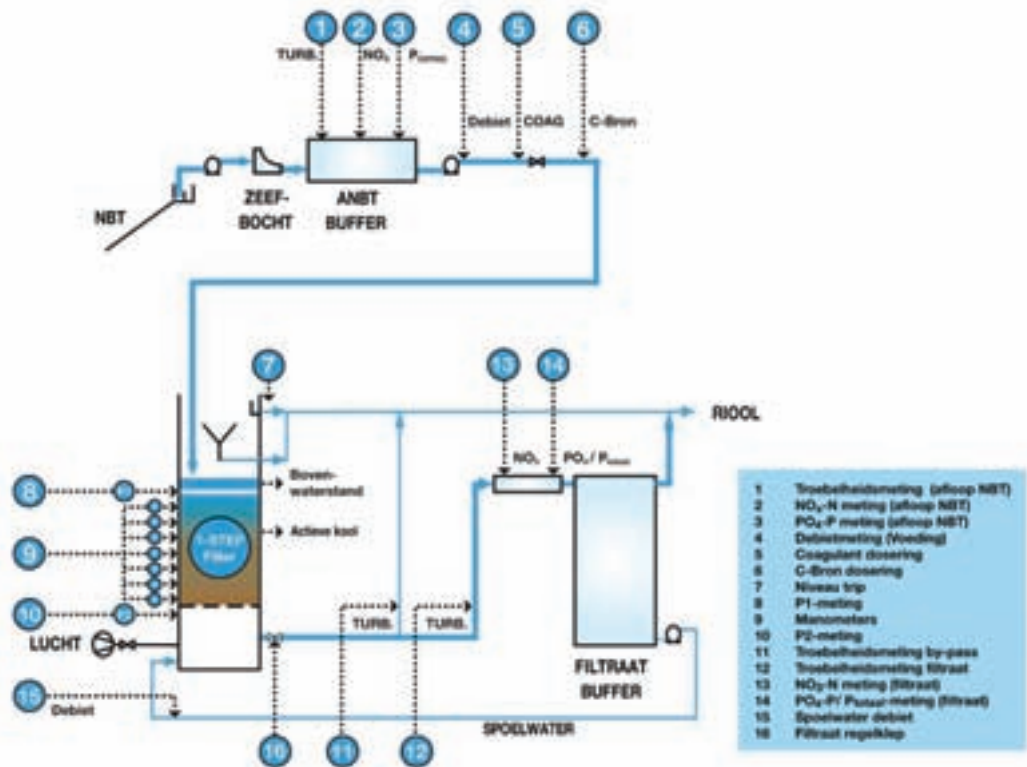 1 2 3 4 5 6
TURB. NOₓ
Debiet COAG C-Bron
NBT
ZEEF-
BOCHT
ANBT
BUFFER
7
13 14
RIOOL
NOₓ PO₄ / P
Boven-
waterstand
Actieve kool
1-STEP
Filter
8
9
10
LUCHT
TURB. TURB.
FILTRAAT
BUFFER
15
Debiet
SPOELWATER
16 11 12
1 Troebelheidsmeting (afloop NBT)
2 NOₓ-N meting (afloop NBT)
3 PO₄-P meting (afloop NBT)
4 Debietmeting (Voeding)
5 Coagulant dosering
6 C-Bron dosering
7 Niveau trip
8 P1-meting
9 Manometers
10 P2-meting
11 Troebelheidsmeting by-pass
12 Troebelheidsmeting filtraat
13 NOₓ-N meting (filtraat)
14 PO₄-P/ Ptotaal-meting (filtraat)
15 Spoelwater debiet
16 Filtraat regelklep